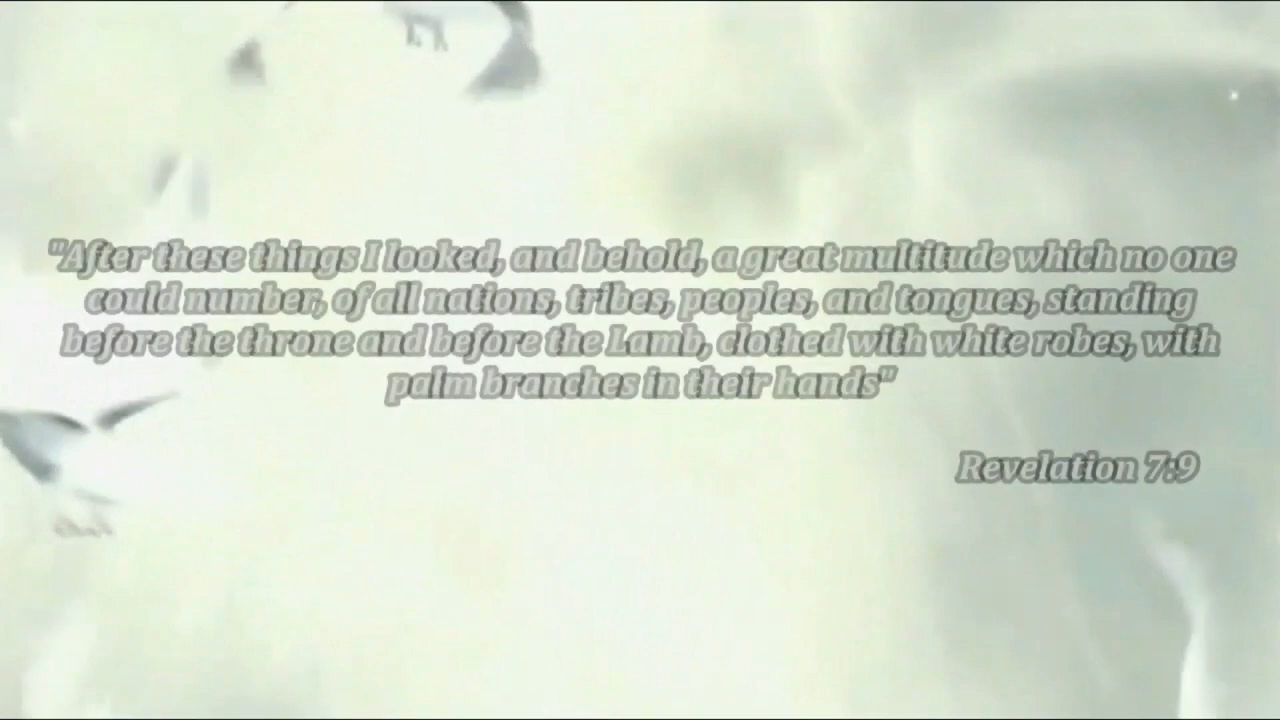 "After these things I looked, and behold, a great multitude which no one
could number, of all nations, tribes, peoples, and tongues, standing
before the throne and before the Lamb, clothed with white robes, with
palm branches in their hands"
Revelation 7:9